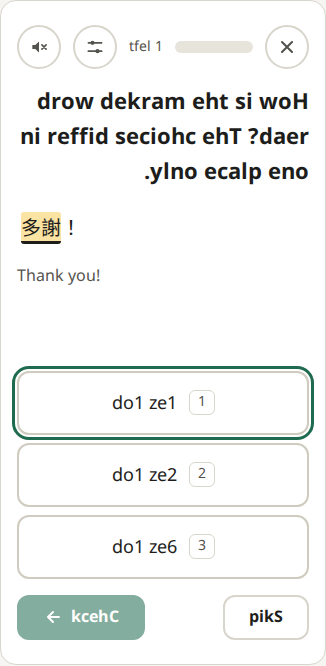 tfel 1
drow dekram eht si woH
ni reffid seciohc ehT ?daer
.ylno ecalp eno
多謝！
Thank you!
do1 ze1 1
do1 ze2 2
do1 ze6 3
← kcehC
pikS